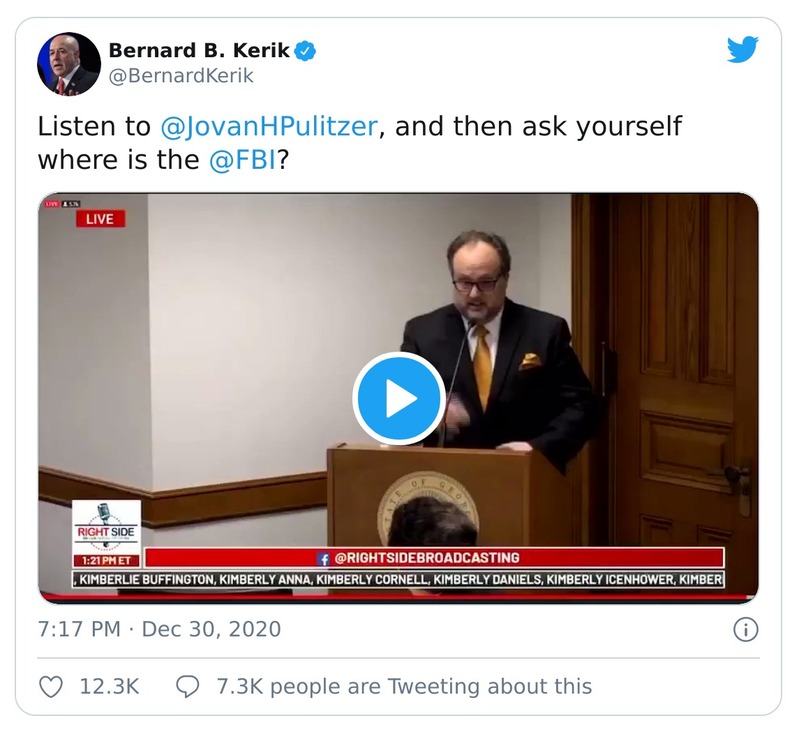 Bernard B. Kerik
@BernardKerik
Listen to @JovanHPulitzer, and then ask yourself
where is the @FBI?
LIVE
LIVE
RIGHT SIDE
1:21 PM ET
@RIGHTSIDEBROADCASTING
, KIMBERLIE BUFFINGTON, KIMBERLY ANNA, KIMBERLY CORNELL, KIMBERLY DANIELS, KIMBERLY ICENHOWER, KIMBER
7:17 PM · Dec 30, 2020
12.3K
7.3K people are Tweeting about this